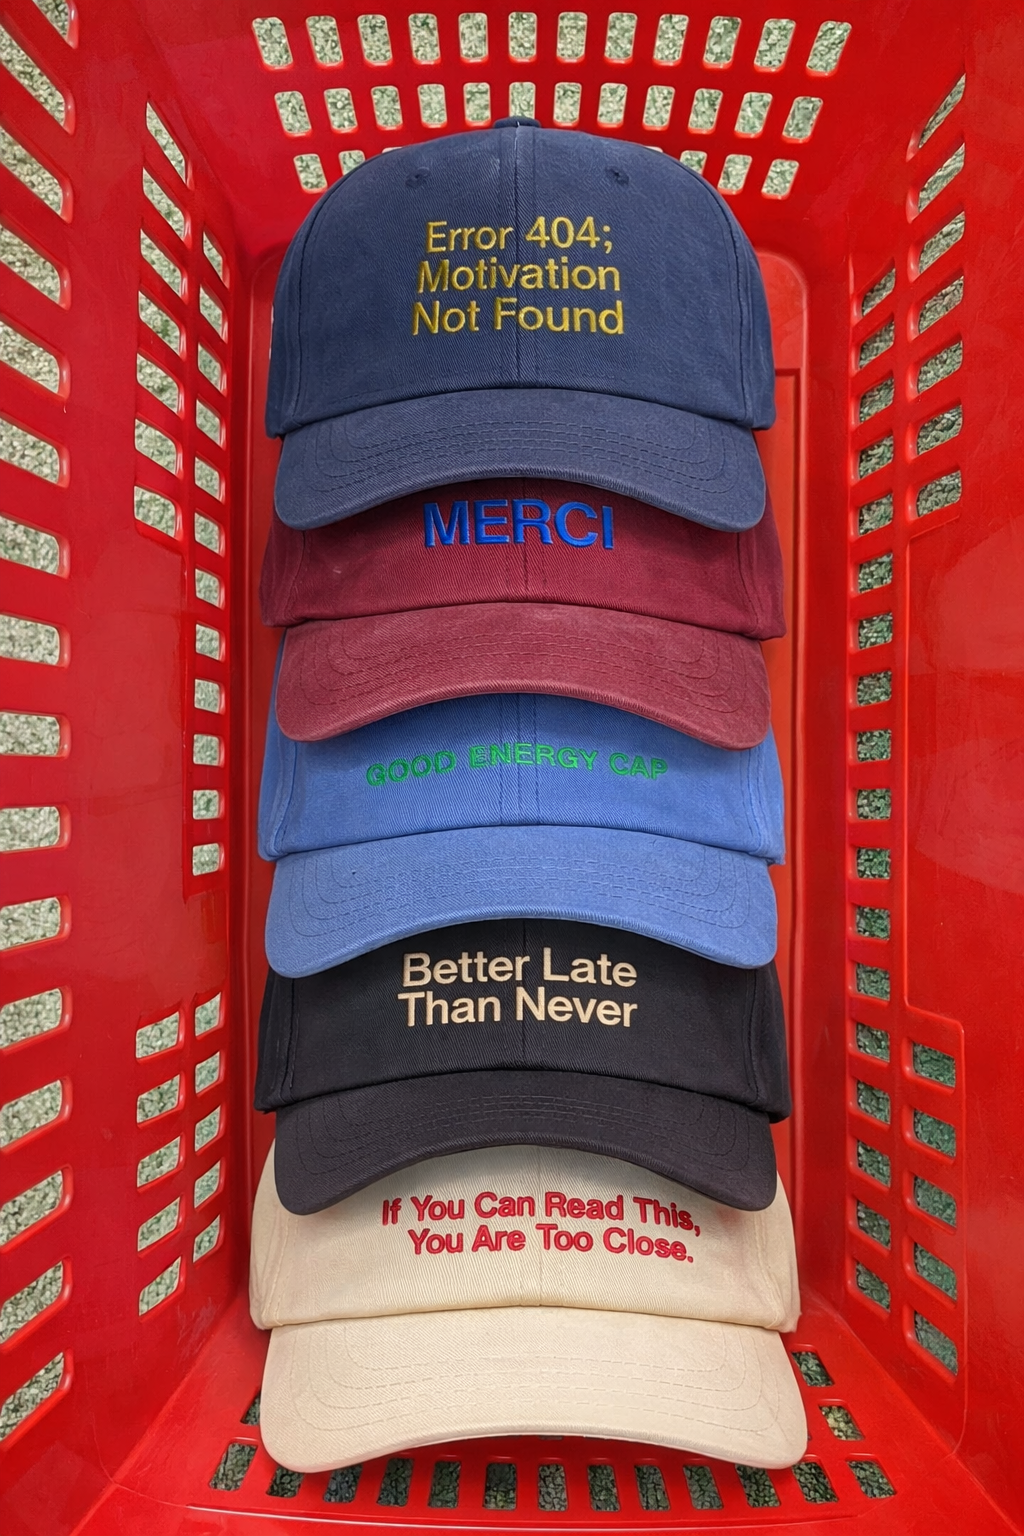 Error 404;
Motivation
Not Found
MERCI
GOOD ENERGY CAP
Better Late
Than Never
If You Can Read This,
You Are Too Close.